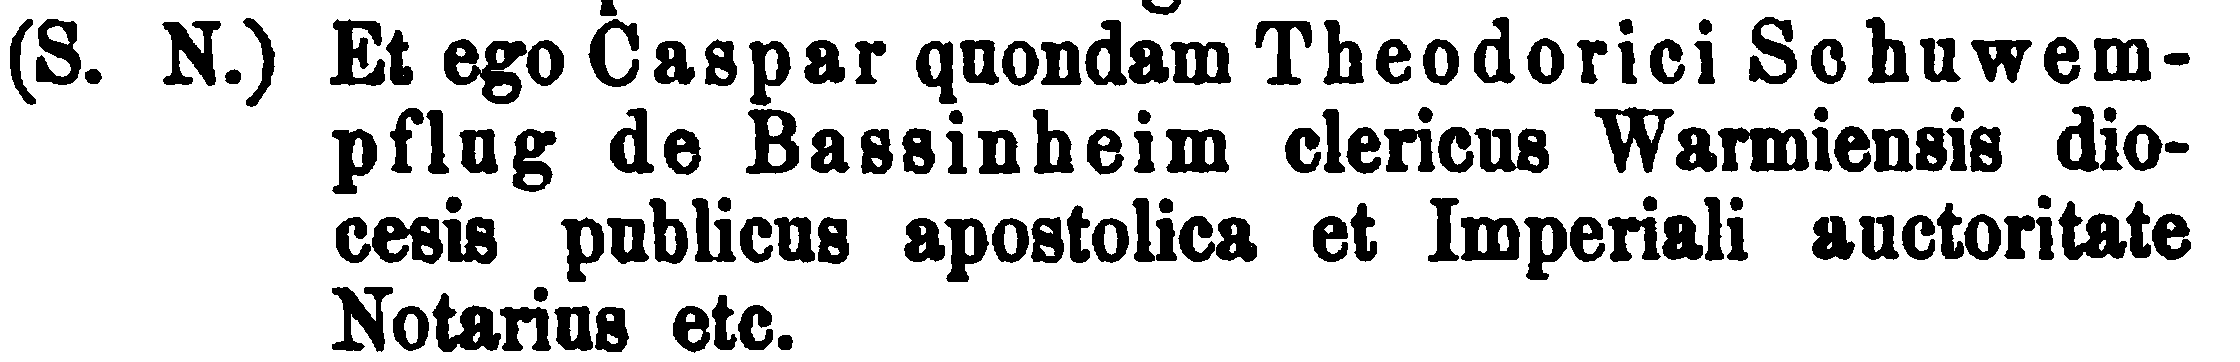 (S. N.) Et ego Caspar quondam Theodorici Schuwem-
pflug de Bassinheim clericus Warmiensis dio-
cesis publicus apostolica et Imperiali auctoritate
Notarius etc.